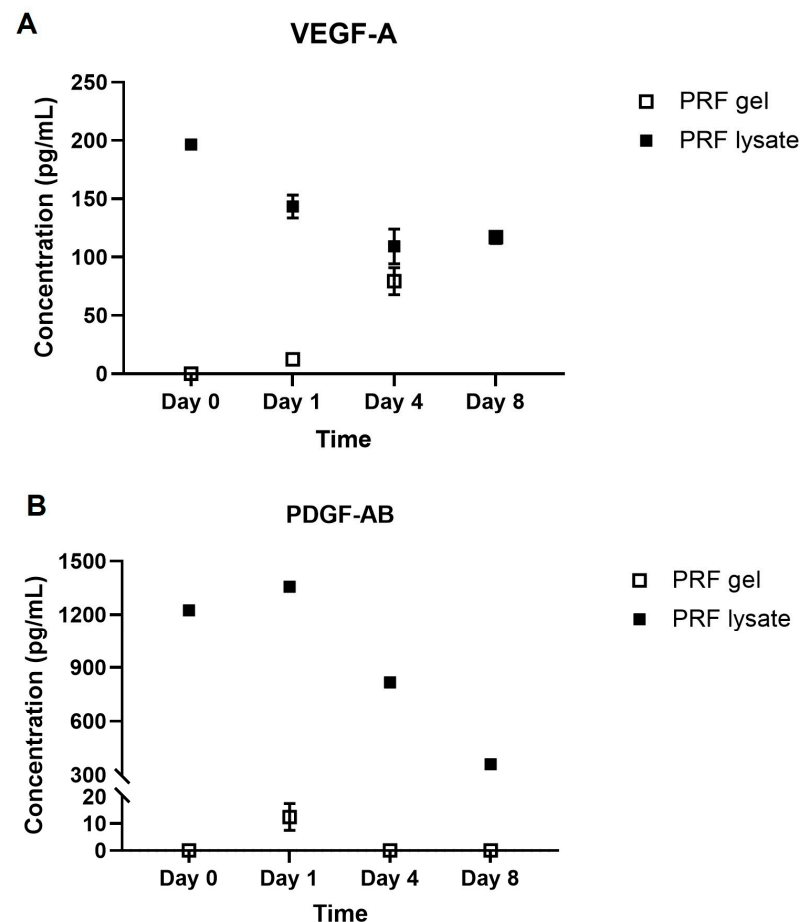 A
VEGF-A
Concentration (pg/mL)
250
200
150
100
50
0
Day 0 Day 1 Day 4 Day 8
Time
PRF gel
PRF lysate
B
PDGF-AB
Concentration (pg/mL)
1500
1200
900
600
300
20
10
0
Day 0 Day 1 Day 4 Day 8
Time
PRF gel
PRF lysate